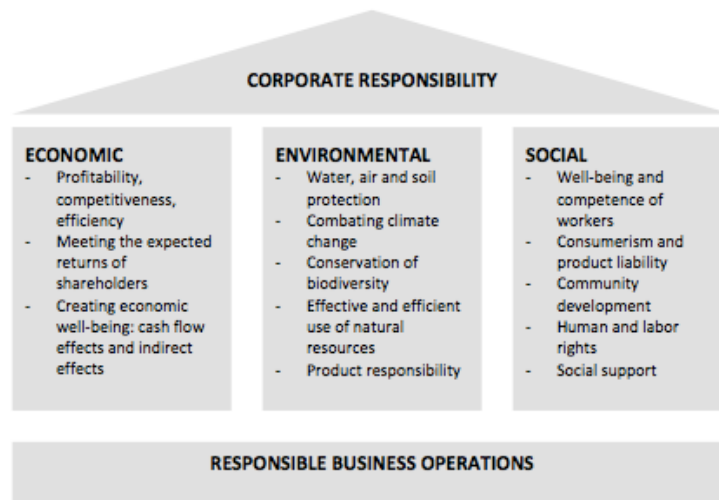 CORPORATE RESPONSIBILITY
ECONOMIC
- Profitability,
competitiveness,
efficiency
- Meeting the expected
returns of
shareholders
- Creating economic
well-being: cash flow
effects and indirect
effects
ENVIRONMENTAL
- Water, air and soil
protection
- Combating climate
change
- Conservation of
biodiversity
- Effective and efficient
use of natural
resources
- Product responsibility
SOCIAL
- Well-being and
competence of
workers
- Consumerism and
product liability
- Community
development
- Human and labor
rights
- Social support
RESPONSIBLE BUSINESS OPERATIONS